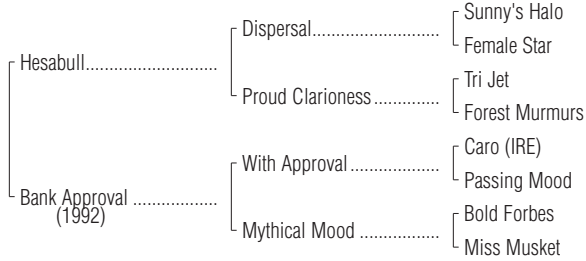 Sunny's Halo
Dispersal
Female Star
Hesabull
Tri Jet
Proud Clarioness
Forest Murmurs
Caro (IRE)
With Approval
Passing Mood
Bank Approval
(1992)
Bold Forbes
Mythical Mood
Miss Musket